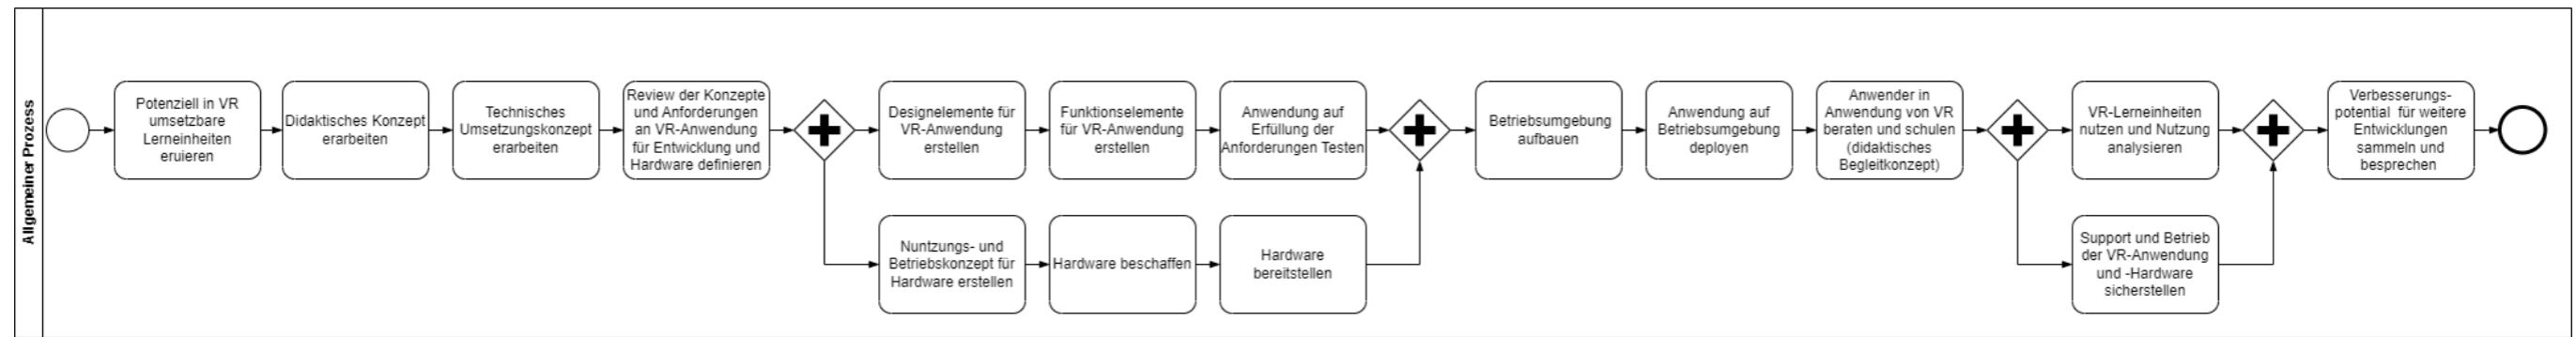 Allgemeiner Prozess
Potenziell in VR
umsetzbare
Lerneinheiten
eruieren
Didaktisches Konzept
erarbeiten
Technisches
Umsetzungskonzept
erarbeiten
Review der Konzepte
und Anforderungen
an VR-Anwendung
für Entwicklung und
Hardware definieren
Designelemente für
VR-Anwendung
erstellen
Funktionselemente
für VR-Anwendung
erstellen
Anwendung auf
Erfüllung der
Anforderungen Testen
Nuntzungs- und
Betriebskonzept für
Hardware erstellen
Hardware beschaffen
Hardware
bereitstellen
Betriebsumgebung
aufbauen
Anwendung auf
Betriebsumgebung
deployen
Anwender in
Anwendung von VR
beraten und schulen
(didaktisches
Begleitkonzept)
VR-Lerneinheiten
nutzen und Nutzung
analysieren
Support und Betrieb
der VR-Anwendung
und -Hardware
sicherstellen
Verbesserungs-
potential für weitere
Entwicklungen
sammeln und
besprechen